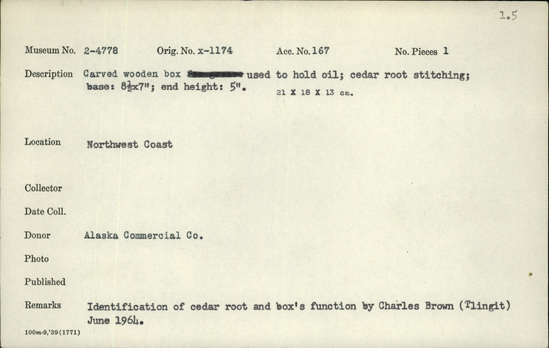 1.5
Museum No. 2-4778 Orig. No. x-1174 Acc. No. 167 No. Pieces 1
Description Carved wooden box used to hold oil; cedar root stitching;
base: 8½x7"; end height: 5". 21 X 18 X 13 cm.
Location Northwest Coast
Collector
Date Coll.
Donor Alaska Commercial Co.
Photo
Published
Remarks Identification of cedar root and box's function by Charles Brown (Tlingit)
June 1964.
100m-9,'39(1771)